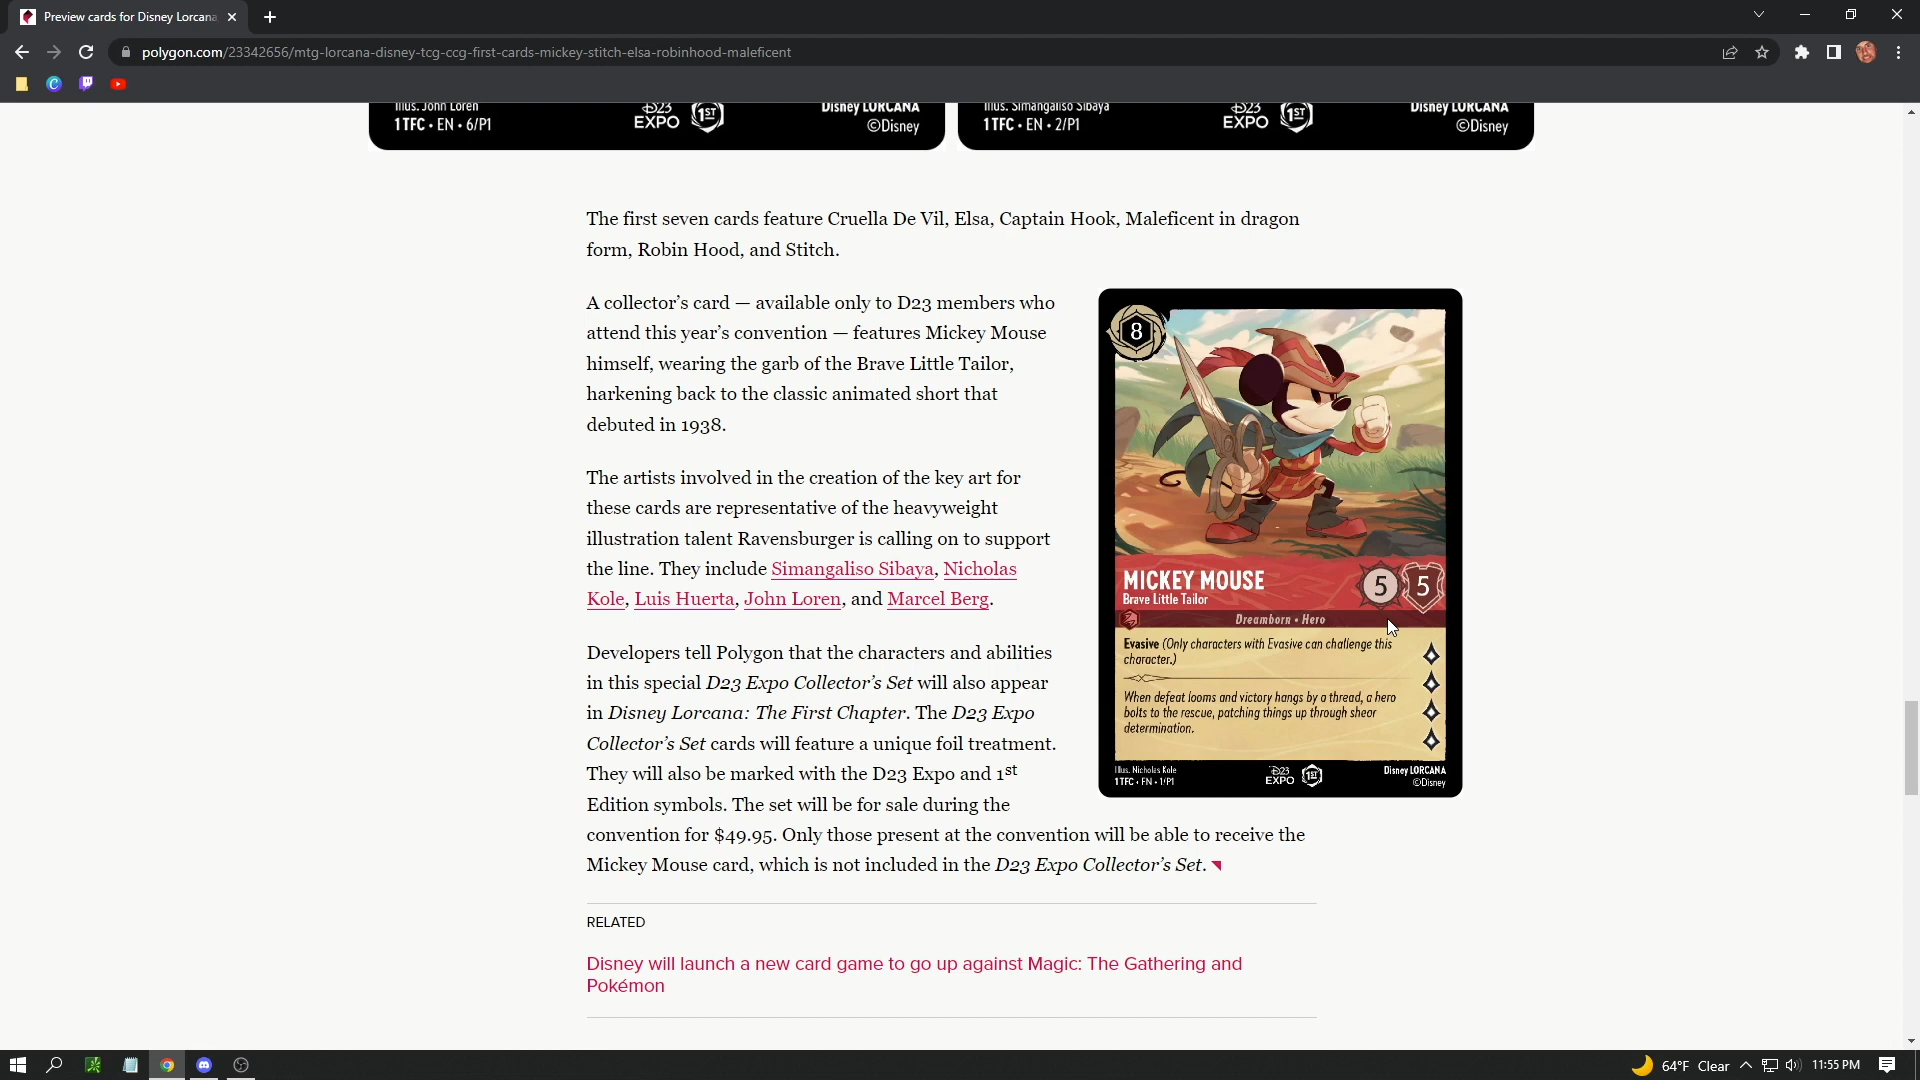 Preview cards for Disney Lorcana
polygon.com/23342656/mtg-lorcana-disney-tcg-ccg-first-cards-mickey-stitch-elsa-robinhood-maleficent
Illus. John Loren
1TFC • EN • 6/P1
D23
EXPO
1ST
Disney LORCANA
©Disney
Illus. Simangaliso Sibaya
1TFC • EN • 2/P1
D23
EXPO
1ST
Disney LORCANA
©Disney
The first seven cards feature Cruella De Vil, Elsa, Captain Hook, Maleficent in dragon
form, Robin Hood, and Stitch.
A collector's card — available only to D23 members who
attend this year's convention — features Mickey Mouse
himself, wearing the garb of the Brave Little Tailor,
harkening back to the classic animated short that
debuted in 1938.
The artists involved in the creation of the key art for
these cards are representative of the heavyweight
illustration talent Ravensburger is calling on to support
the line. They include Simangaliso Sibaya, Nicholas
Kole, Luis Huerta, John Loren, and Marcel Berg.
Developers tell Polygon that the characters and abilities
in this special D23 Expo Collector's Set will also appear
in Disney Lorcana: The First Chapter. The D23 Expo
Collector's Set cards will feature a unique foil treatment.
They will also be marked with the D23 Expo and 1st
Edition symbols. The set will be for sale during the
convention for $49.95. Only those present at the convention will be able to receive the
Mickey Mouse card, which is not included in the D23 Expo Collector's Set.
8
MICKEY MOUSE
Brave Little Tailor
5
5
Dreamborn • Hero
Evasive (Only characters with Evasive can challenge this
character.)
When defeat looms and victory hangs by a thread, a hero
bolts to the rescue, patching things up through shear
determination.
Illus. Nicholas Kole
1TFC • EN • 1/P1
D23
EXPO
1ST
Disney LORCANA
©Disney
RELATED
Disney will launch a new card game to go up against Magic: The Gathering and
Pokémon
64°F Clear
11:55 PM